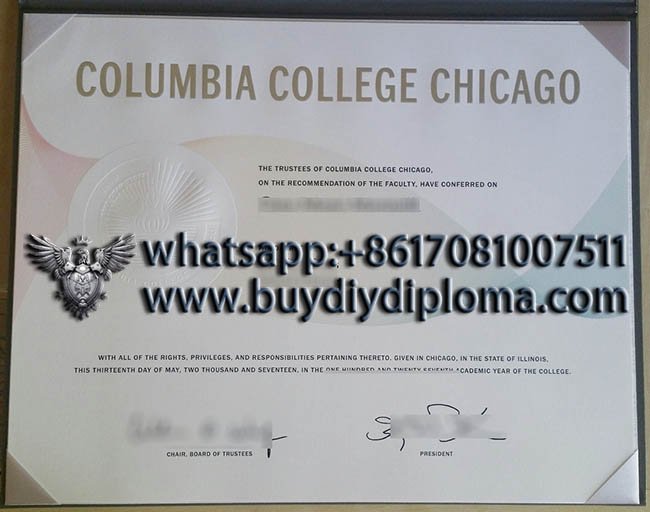 COLUMBIA COLLEGE CHICAGO
THE TRUSTEES OF COLUMBIA COLLEGE CHICAGO,
ON THE RECOMMENDATION OF THE FACULTY, HAVE CONFERRED ON
whatsapp:+8617081007511
www.buydiydiploma.com
WITH ALL OF THE RIGHTS, PRIVILEGES, AND RESPONSIBILITIES PERTAINING THERETO. GIVEN IN CHICAGO, IN THE STATE OF ILLINOIS,
THIS THIRTEENTH DAY OF MAY, TWO THOUSAND AND SEVENTEEN, IN THE ONE HUNDRED AND TWENTY SEVENTH ACADEMIC YEAR OF THE COLLEGE.
CHAIR, BOARD OF TRUSTEES
PRESIDENT